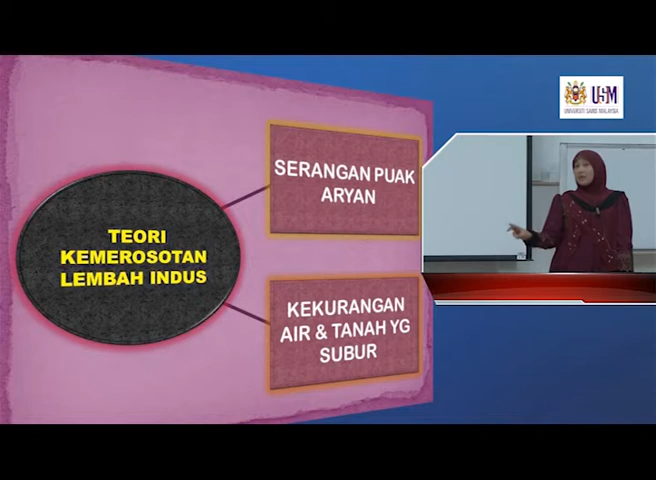 TEORI
KEMEROSOTAN
LEMBAH INDUS
SERANGAN PUAK
ARYAN
KEKURANGAN
AIR & TANAH YG
SUBUR
USM
UNIVERSITI SAINS MALAYSIA